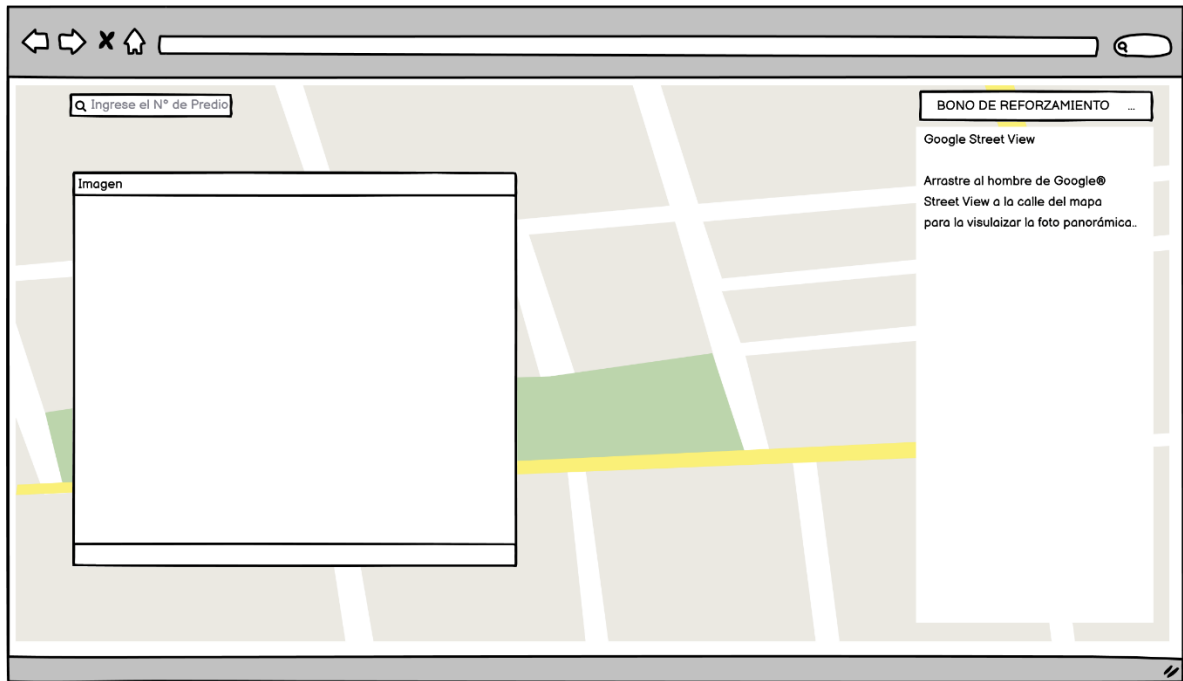 Ingrese el N° de Predio
BONO DE REFORZAMIENTO ...
Google Street View
Imagen
Arrastre al hombre de Google®
Street View a la calle del mapa
para la visulaizar la foto panorámica..